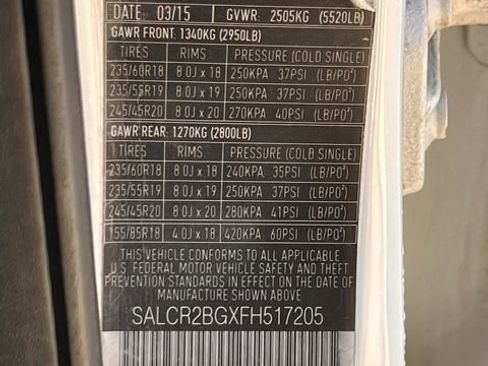 DATE: 03/15 GVWR: 2505KG (5520LB)
GAWR FRONT: 1340KG (2950LB)
TIRES RIMS PRESSURE (COLD SINGLE)
235/60R18 8.0J x 18 250KPA 37PSI (LB/PO²)
235/55R19 8.0J x 19 250KPA 37PSI (LB/PO²)
245/45R20 8.0J x 20 270KPA 40PSI (LB/PO²)
GAWR REAR: 1270KG (2800LB)
TIRES RIMS PRESSURE (COLD SINGLE)
235/60R18 8.0J x 18 240KPA 35PSI (LB/PO²)
235/55R19 8.0J x 19 250KPA 37PSI (LB/PO²)
245/45R20 8.0J x 20 280KPA 41PSI (LB/PO²)
155/85R18 4.0J x 18 420KPA 60PSI (LB/PO²)
THIS VEHICLE CONFORMS TO ALL APPLICABLE
U.S. FEDERAL MOTOR VEHICLE SAFETY AND THEFT
PREVENTION STANDARDS IN EFFECT ON THE DATE OF
MANUFACTURE SHOWN ABOVE
SALCR2BGXFH517205